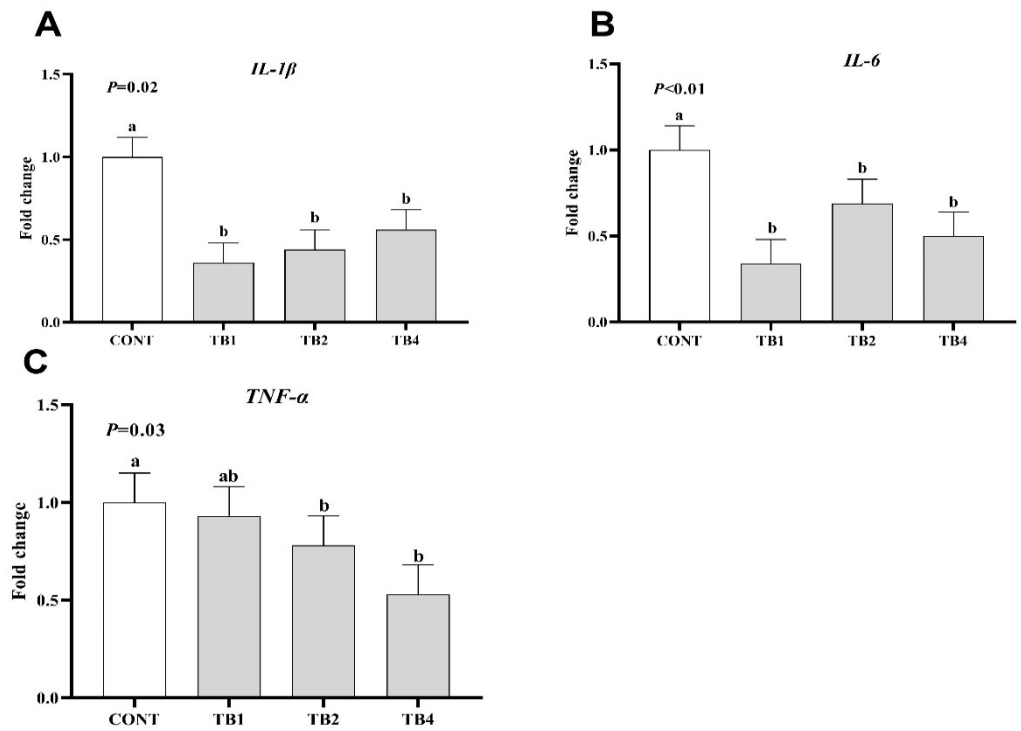 A
IL-1β
P=0.02
Fold change
1.5
1.0
0.5
0.0
a
b
b
b
CONT TB1 TB2 TB4
B
IL-6
P<0.01
Fold change
1.5
1.0
0.5
0.0
a
b
b
b
CONT TB1 TB2 TB4
C
TNF-α
P=0.03
Fold change
1.5
1.0
0.5
0.0
a
ab
b
b
CONT TB1 TB2 TB4